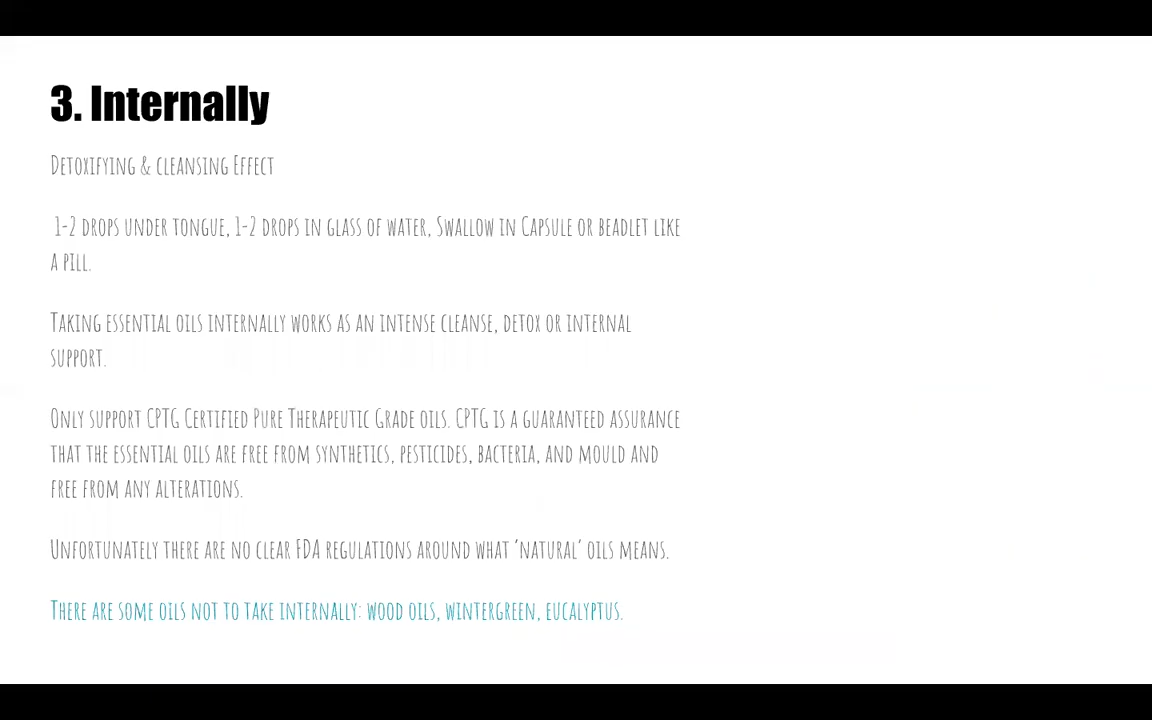 3. Internally
Detoxifying & cleansing Effect
1-2 drops under tongue, 1-2 drops in glass of water, Swallow in Capsule or beadlet like
a pill.
Taking essential oils internally works as an intense cleanse, detox or internal
support.
Only support CPTG Certified Pure Therapeutic Grade oils. CPTG is a guaranteed assurance
that the essential oils are free from synthetics, pesticides, bacteria, and mould and
free from any alterations.
Unfortunately there are no clear FDA regulations around what 'natural' oils means.
There are some oils not to take internally: wood oils, wintergreen, eucalyptus.